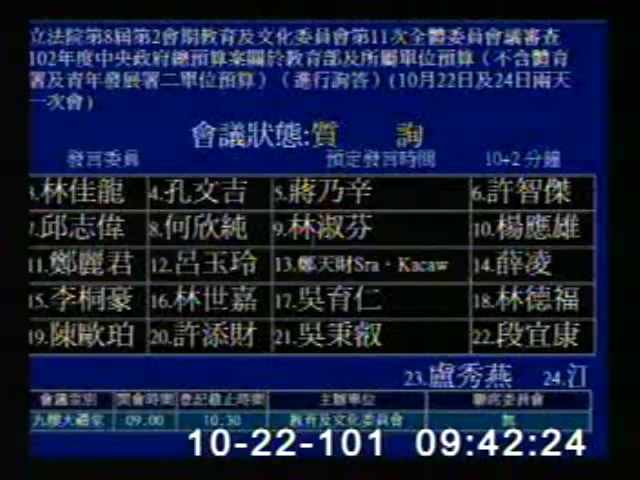 立法院第8屆第2會期教育及文化委員會第11次全體委員會議審查
102年度中央政府總預算案關於教育部及所屬單位預算（不含體育
署及青年發展署二單位預算）（進行詢答）(10月22日及24日兩天
一次會)
會議狀態:質 詢
發言委員 預定發言時間 10+2 分鐘
3.林佳龍 4.孔文吉 5.蔣乃辛 6.許智傑
7.邱志偉 8.何欣純 9.林淑芬 10.楊應雄
11.鄭麗君 12.呂玉玲 13.鄭天財Sra·Kacaw 14.薛凌
15.李桐豪 16.林世嘉 17.吳育仁 18.林德福
19.陳歐珀 20.許添財 21.吳秉叡 22.段宜康
23.盧秀燕 24.江
會議室別 開會時間 登記截止時間 主辦單位 聯席委員會
九樓大禮堂 09.00 10:30 教育及文化委員會 無
10-22-101 09:42:24